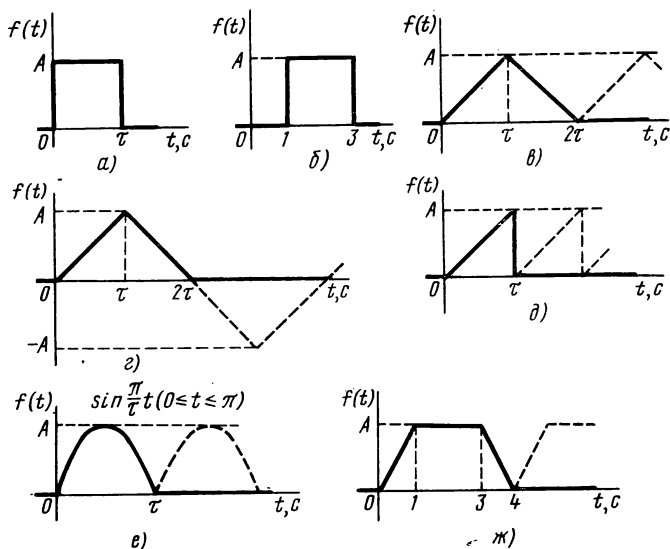 f(t) A 0 τ t,c а)
f(t) A 0 1 3 t,c б)
f(t) A 0 τ 2τ t,c в)
f(t) A 0 τ 2τ t,c -A г)
f(t) A 0 τ t,c д)
f(t) sin π/τ t (0≤t≤π) A 0 τ t,c е)
f(t) A 0 1 3 4 t,c ж)